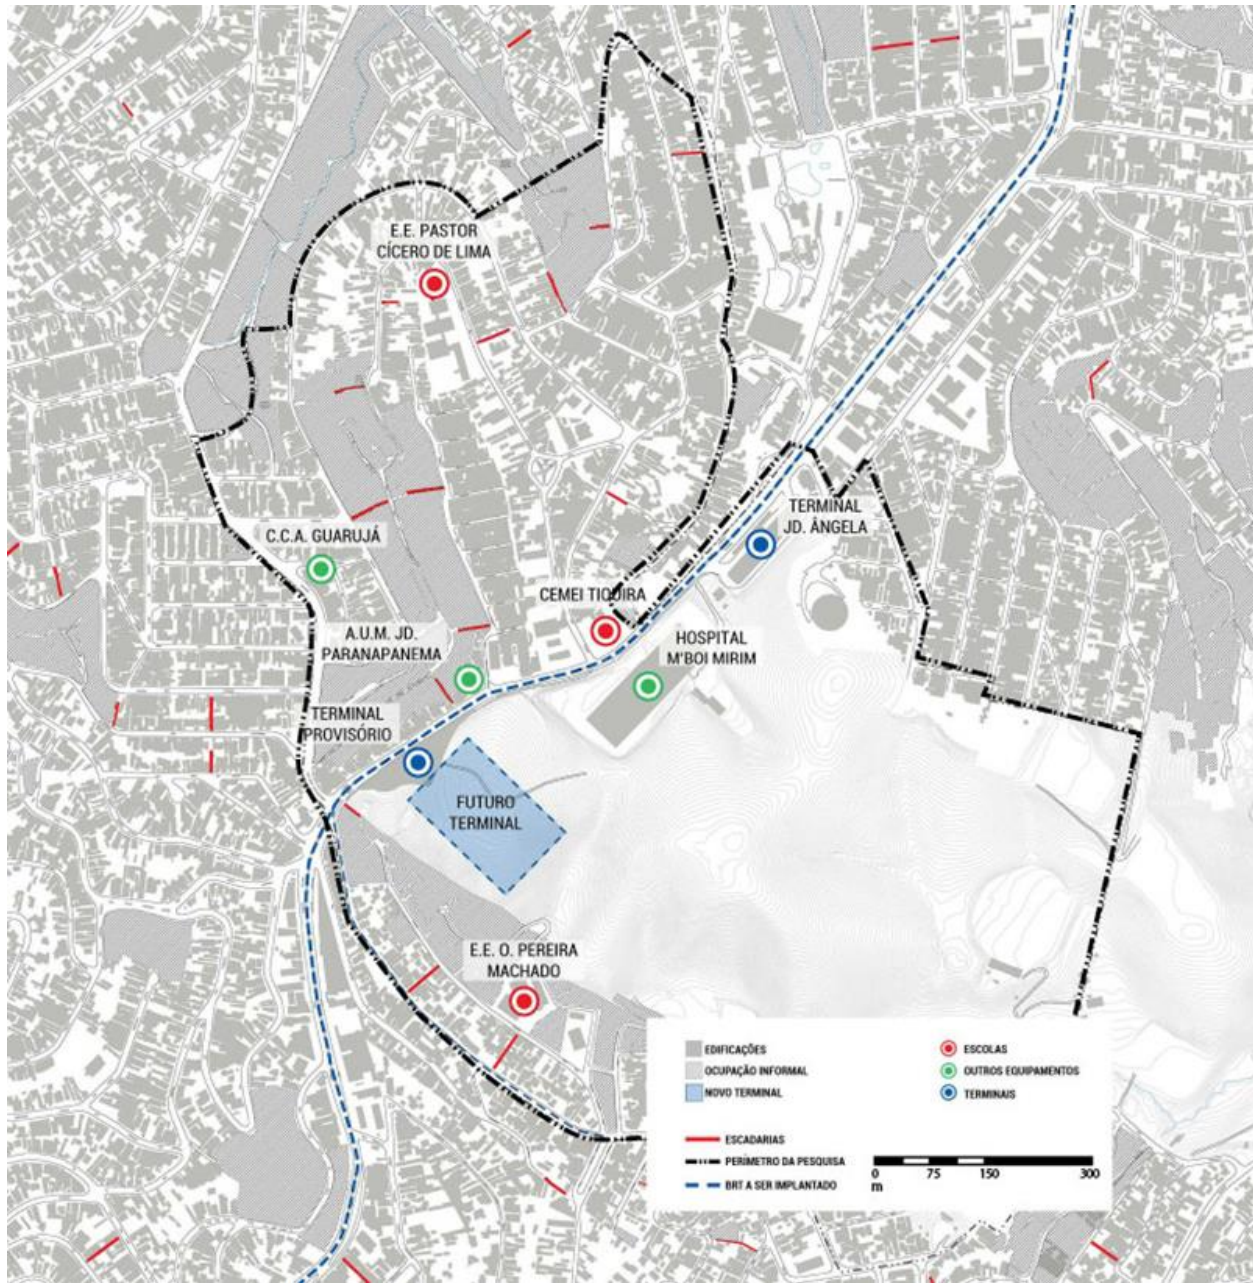 E.E. PASTOR
CÍCERO DE LIMA
TERMINAL
JD. ÂNGELA
C.C.A. GUARUJÁ
CEMEI TIQUIRA
A.U.M. JD.
PARANAPANEMA
HOSPITAL
M'BOI MIRIM
TERMINAL
PROVISÓRIO
FUTURO
TERMINAL
E.E. O. PEREIRA
MACHADO
EDIFICAÇÕES
OCUPAÇÃO INFORMAL
NOVO TERMINAL
ESCOLAS
OUTROS EQUIPAMENTOS
TERMINAIS
ESCADARIAS
PERÍMETRO DA PESQUISA
BRT A SER IMPLANTADO
0 75 150 300
m